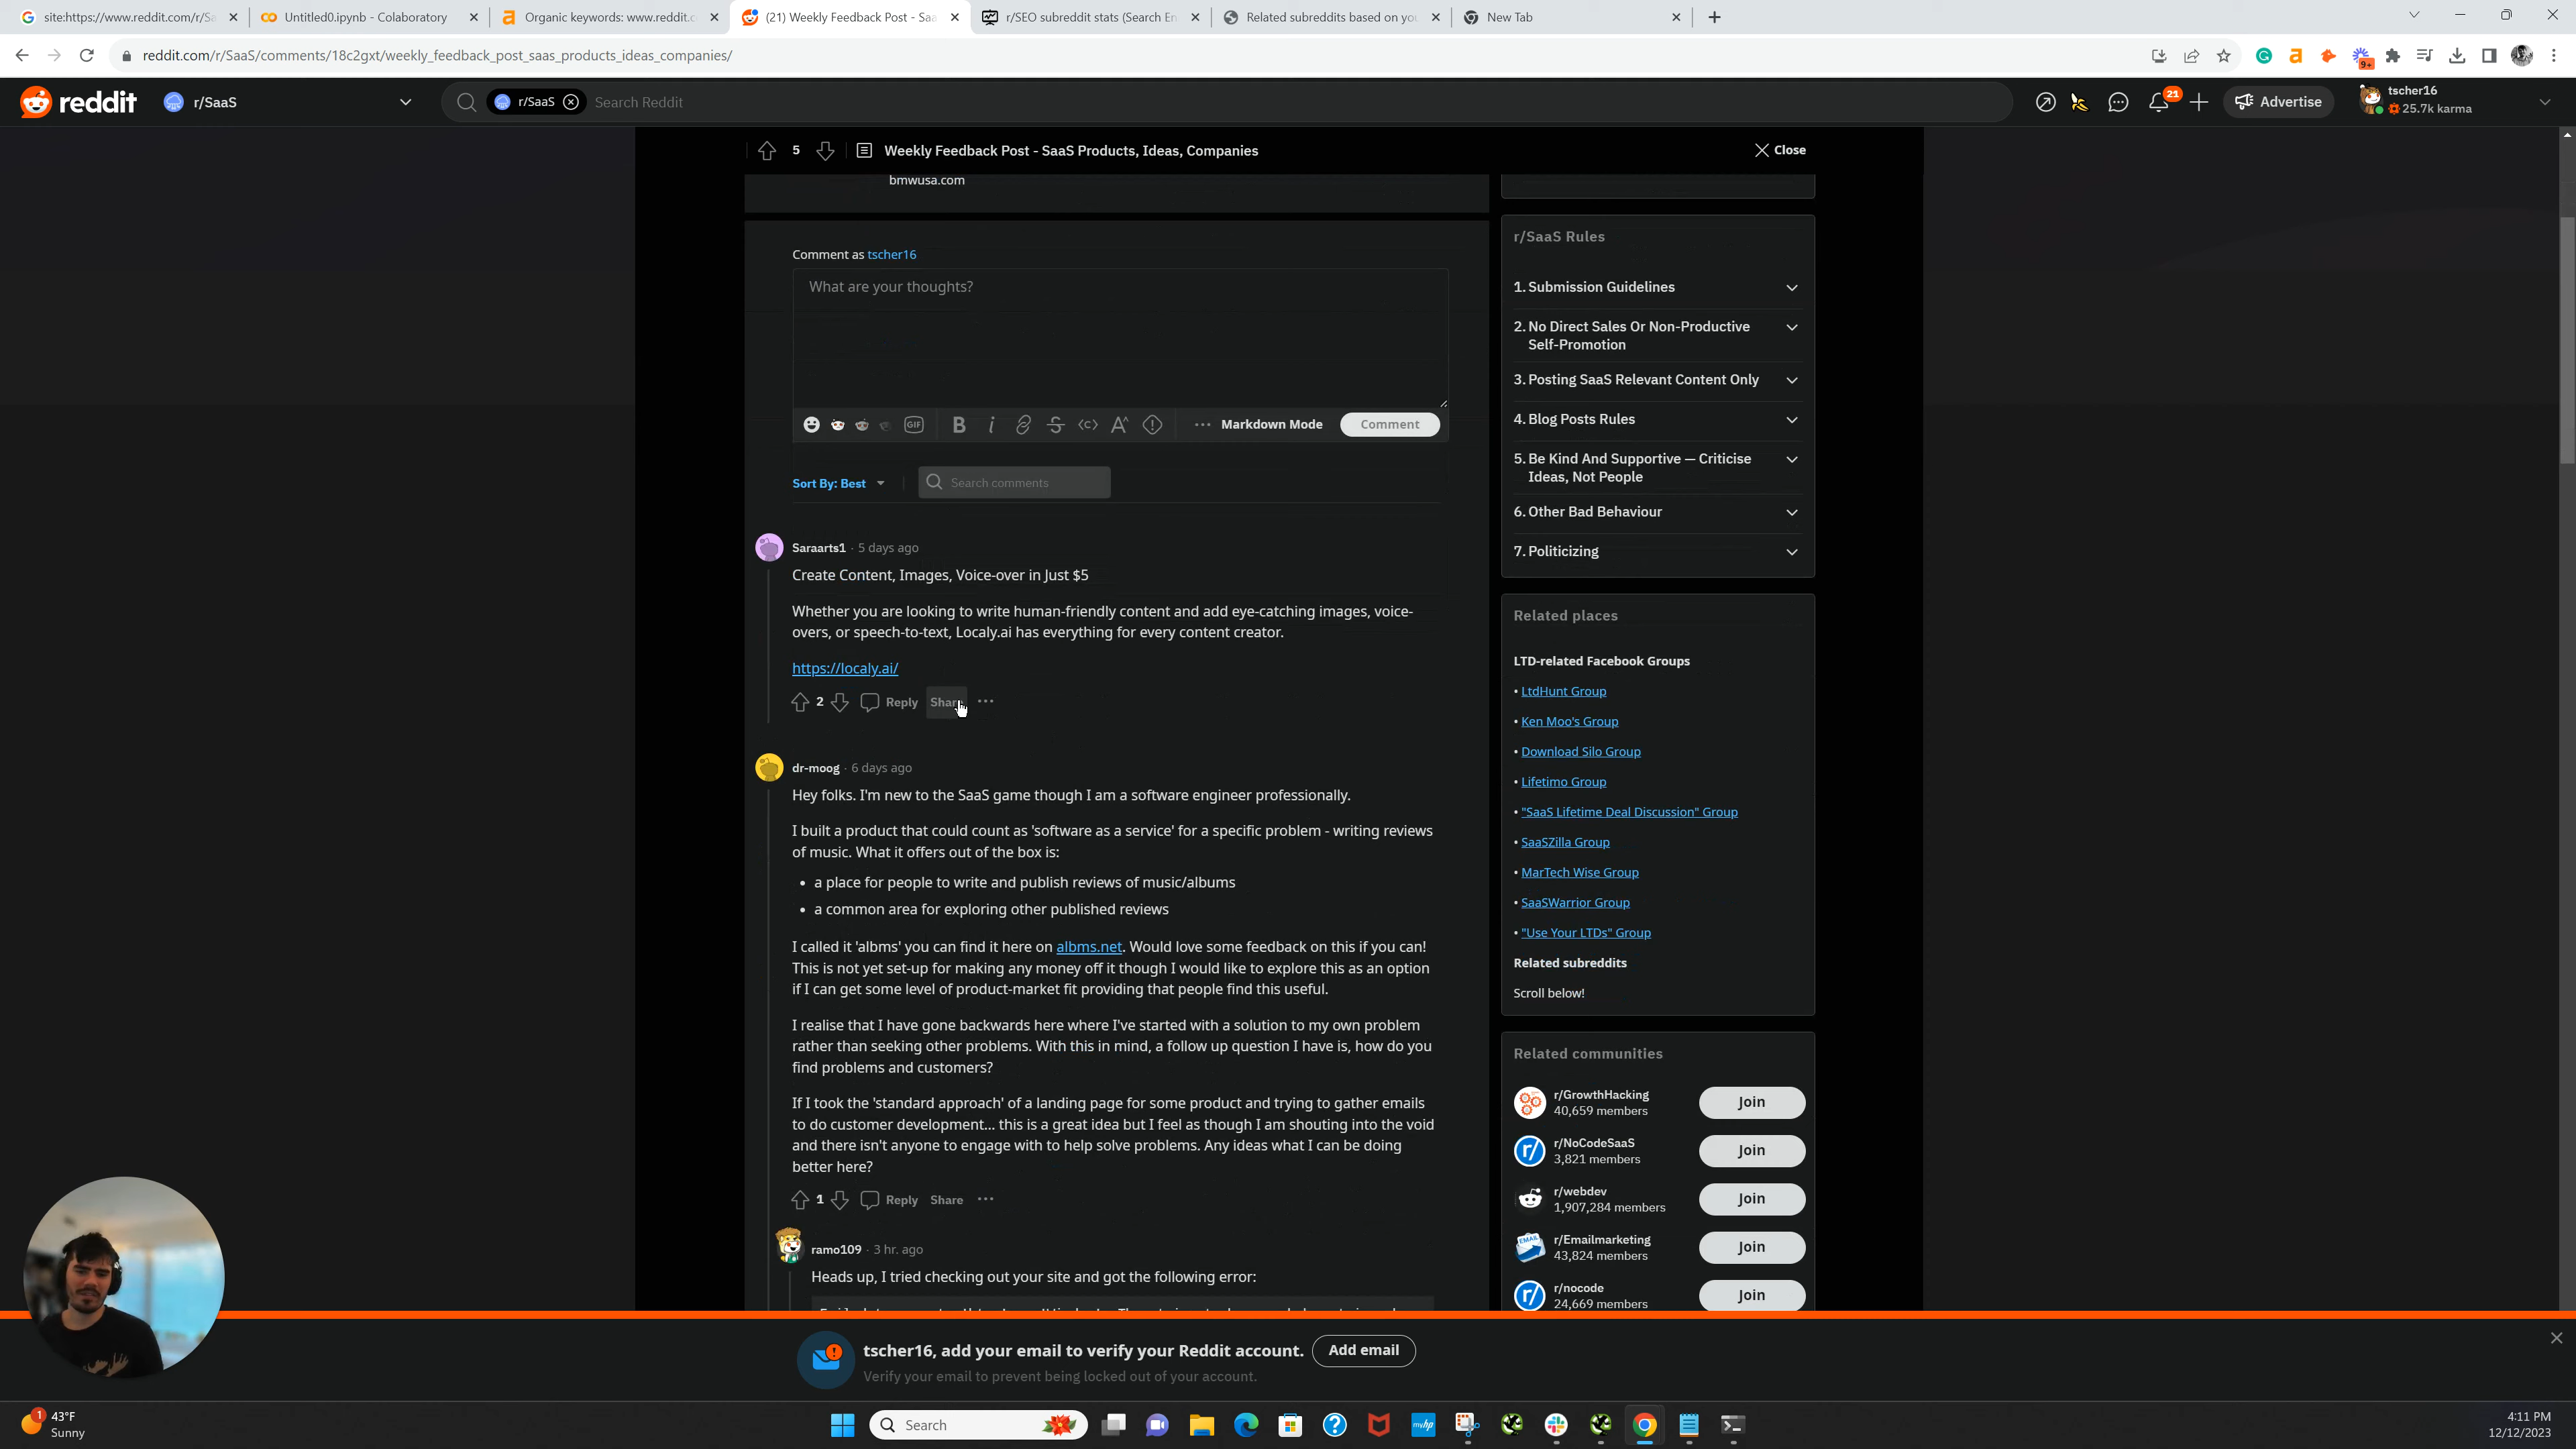 site:https://www.reddit.com/r/Sa
Untitled0.ipynb - Colaboratory
Organic keywords: www.reddit.c
(21) Weekly Feedback Post - Saa
r/SEO subreddit stats (Search En
Related subreddits based on you
New Tab
reddit.com/r/SaaS/comments/18c2gxt/weekly_feedback_post_saas_products_ideas_companies/
9+
reddit
r/SaaS
r/SaaS
Search Reddit
21
Advertise
tscher16
25.7k karma
5
Weekly Feedback Post - SaaS Products, Ideas, Companies
Close
bmwusa.com
Comment as tscher16
What are your thoughts?
GIF
B
i
Markdown Mode
Comment
Sort By: Best
Search comments
Saraarts1 · 5 days ago
Create Content, Images, Voice-over in Just $5
Whether you are looking to write human-friendly content and add eye-catching images, voice-
overs, or speech-to-text, Localy.ai has everything for every content creator.
https://localy.ai/
2
Reply
Share
dr-moog · 6 days ago
Hey folks. I'm new to the SaaS game though I am a software engineer professionally.
I built a product that could count as 'software as a service' for a specific problem - writing reviews
of music. What it offers out of the box is:
• a place for people to write and publish reviews of music/albums
• a common area for exploring other published reviews
I called it 'albms' you can find it here on albms.net. Would love some feedback on this if you can!
This is not yet set-up for making any money off it though I would like to explore this as an option
if I can get some level of product-market fit providing that people find this useful.
I realise that I have gone backwards here where I've started with a solution to my own problem
rather than seeking other problems. With this in mind, a follow up question I have is, how do you
find problems and customers?
If I took the 'standard approach' of a landing page for some product and trying to gather emails
to do customer development... this is a great idea but I feel as though I am shouting into the void
and there isn't anyone to engage with to help solve problems. Any ideas what I can be doing
better here?
1
Reply
Share
ramo109 · 3 hr. ago
Heads up, I tried checking out your site and got the following error:
r/SaaS Rules
1. Submission Guidelines
2. No Direct Sales Or Non-Productive
Self-Promotion
3. Posting SaaS Relevant Content Only
4. Blog Posts Rules
5. Be Kind And Supportive — Criticise
Ideas, Not People
6. Other Bad Behaviour
7. Politicizing
Related places
LTD-related Facebook Groups
• LtdHunt Group
• Ken Moo's Group
• Download Silo Group
• Lifetimo Group
• "SaaS Lifetime Deal Discussion" Group
• SaaSZilla Group
• MarTech Wise Group
• SaaSWarrior Group
• "Use Your LTDs" Group
Related subreddits
Scroll below!
Related communities
r/GrowthHacking
40,659 members
Join
r/NoCodeSaaS
3,821 members
Join
r/webdev
1,907,284 members
Join
r/Emailmarketing
43,824 members
Join
r/nocode
24,669 members
Join
tscher16, add your email to verify your Reddit account.
Add email
Verify your email to prevent being locked out of your account.
1
43°F
Sunny
Search
myhp
4:11 PM
12/12/2023